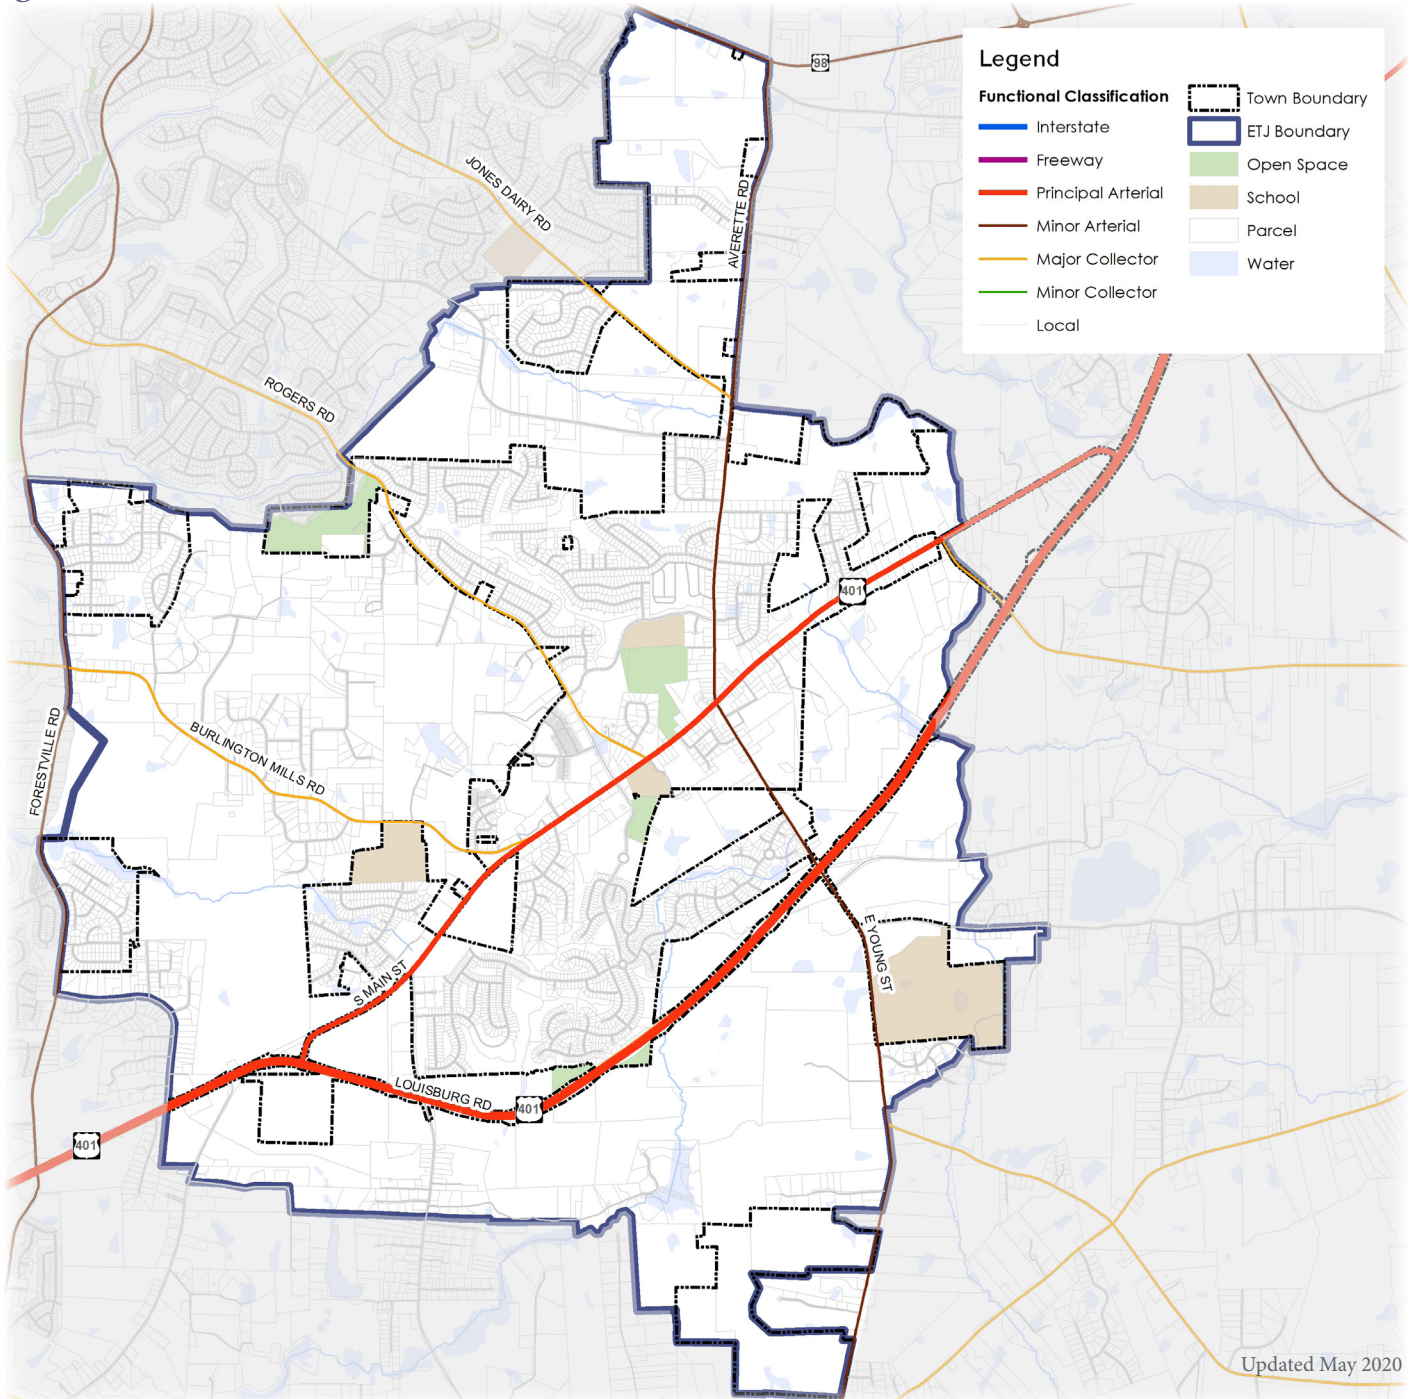 98
Legend
Functional Classification
Interstate
Freeway
Principal Arterial
Minor Arterial
Major Collector
Minor Collector
Local
Town Boundary
ETJ Boundary
Open Space
School
Parcel
Water
JONES DAIRY RD
AVERETTE RD
ROGERS RD
401
FORESTVILLE RD
BURLINGTON MILLS RD
E YOUNG ST
S MAIN ST
LOUISBURG RD
401
401
Updated May 2020